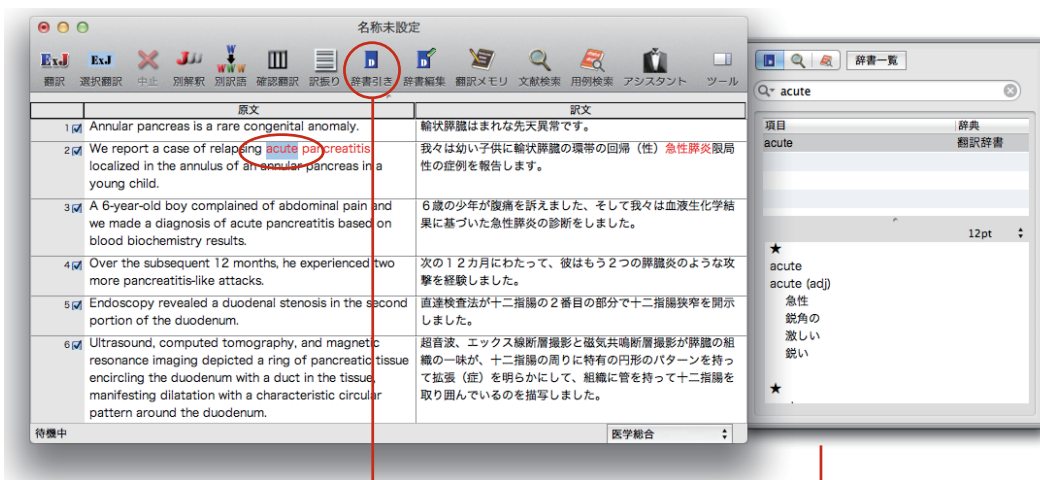 名称未設定
ExJ ExJ J W WWW D D
翻訳 選択翻訳 中止 別解釈 別訳語 確認翻訳 訳振り 辞書引き 辞書編集 翻訳メモリ 文献検索 用例検索 アシスタント ツール
原文 訳文
1 Annular pancreas is a rare congenital anomaly.
輸状膵臓はまれな先天異常です。
2 We report a case of relapsing acute pancreatitis
localized in the annulus of an annular pancreas in a
young child.
我々は幼い子供に輪状膵臓の環帯の回帰（性）急性膵炎限局
性の症例を報告します。
3 A 6-year-old boy complained of abdominal pain and
we made a diagnosis of acute pancreatitis based on
blood biochemistry results.
６歳の少年が腹痛を訴えました、そして我々は血液生化学結
果に基づいた急性膵炎の診断をしました。
4 Over the subsequent 12 months, he experienced two
more pancreatitis-like attacks.
次の１２カ月にわたって、彼はもう２つの膵臓炎のような攻
撃を経験しました。
5 Endoscopy revealed a duodenal stenosis in the second
portion of the duodenum.
直達検査法が十二指腸の２番目の部分で十二指腸狭窄を開示
しました。
6 Ultrasound, computed tomography, and magnetic
resonance imaging depicted a ring of pancreatic tissue
encircling the duodenum with a duct in the tissue,
manifesting dilatation with a characteristic circular
pattern around the duodenum.
超音波、エックス線断層撮影と磁気共鳴断層撮影が膵臓の組
織の一味が、十二指腸の周りに特有の円形のパターンを持っ
て拡張（症）を明らかにして、組織に管を持って十二指腸を
取り囲んでいるのを描写しました。
待機中 医学総合
D 辞書一覧
acute
項目 辞典
acute 翻訳辞書
12pt
★
acute
acute (adj)
急性
鋭角の
激しい
鋭い
★